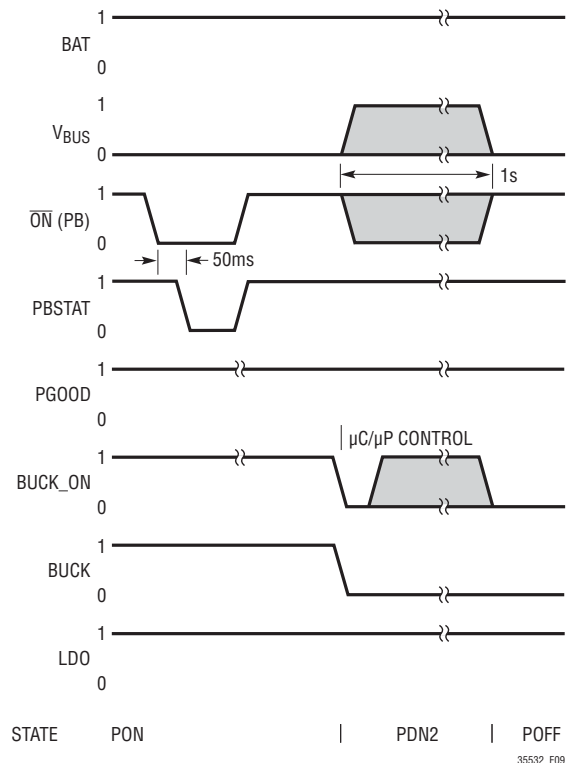 1
BAT
0
1
VBUS
0
1s
1
ON (PB)
0
50ms
1
PBSTAT
0
1
PGOOD
0
µC/µP CONTROL
1
BUCK_ON
0
1
BUCK
0
1
LDO
0
STATE PON PDN2 POFF
35532 F09